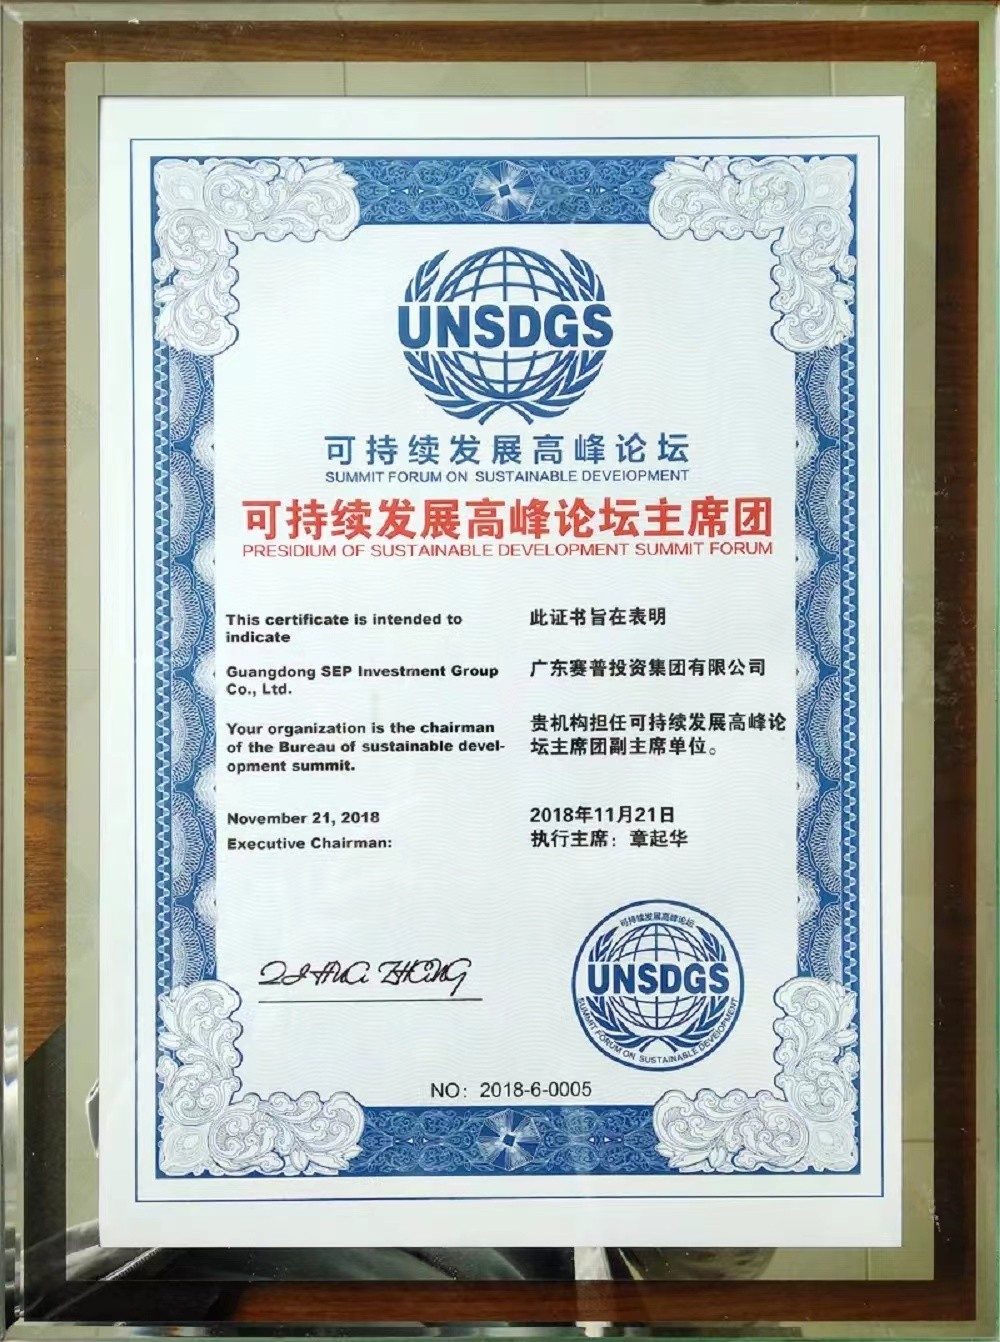 UNSDGS
可持续发展高峰论坛
SUMMIT FORUM ON SUSTAINABLE DEVEIOPMENT
可持续发展高峰论坛主席团
PRESIDIUM OF SUSTAINABLE DEVELOPMENT SUMMIT FORUM
This certificate is intended to
indicate
Guangdong SEP Investment Group
Co., Ltd.
Your organization is the chairman
of the Bureau of sustainable devel-
opment summit.
November 21, 2018
Executive Chairman:
此证书旨在表明
广东赛普投资集团有限公司
贵机构担任可持续发展高峰论
坛主席团副主席单位。
2018年11月21日
执行主席：章起华
QIHUA ZHANG
可持续发展高峰论坛
UNSDGS
SUMMIT FORUM ON SUSTAINABLE DEVEIOPMENT
NO：2018-6-0005